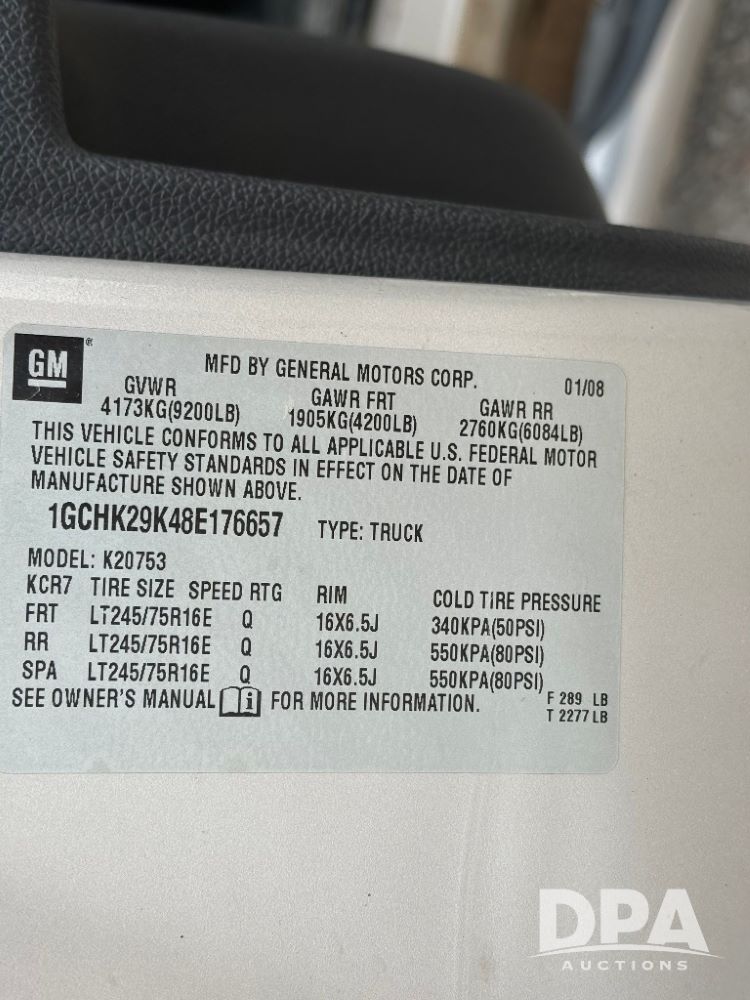 GM®
MFD BY GENERAL MOTORS CORP. 01/08
GVWR GAWR FRT GAWR RR
4173KG(9200LB) 1905KG(4200LB) 2760KG(6084LB)
THIS VEHICLE CONFORMS TO ALL APPLICABLE U.S. FEDERAL MOTOR
VEHICLE SAFETY STANDARDS IN EFFECT ON THE DATE OF
MANUFACTURE SHOWN ABOVE.
1GCHK29K48E176657 TYPE: TRUCK
MODEL: K20753
KCR7 TIRE SIZE SPEED RTG RIM COLD TIRE PRESSURE
FRT LT245/75R16E Q 16X6.5J 340KPA(50PSI)
RR LT245/75R16E Q 16X6.5J 550KPA(80PSI)
SPA LT245/75R16E Q 16X6.5J 550KPA(80PSI)
SEE OWNER'S MANUAL i FOR MORE INFORMATION.
F 289 LB
T 2277 LB
DPA
AUCTIONS